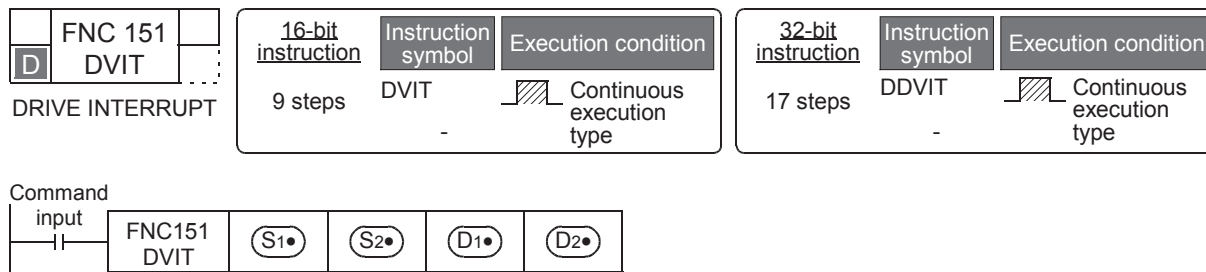 FNC 151
D DVIT
DRIVE INTERRUPT
16-bit instruction
Instruction symbol
Execution condition
9 steps
DVIT
Continuous execution type
-
32-bit instruction
Instruction symbol
Execution condition
17 steps
DDVIT
Continuous execution type
-
Command input
FNC151
DVIT
S1•
S2•
D1•
D2•